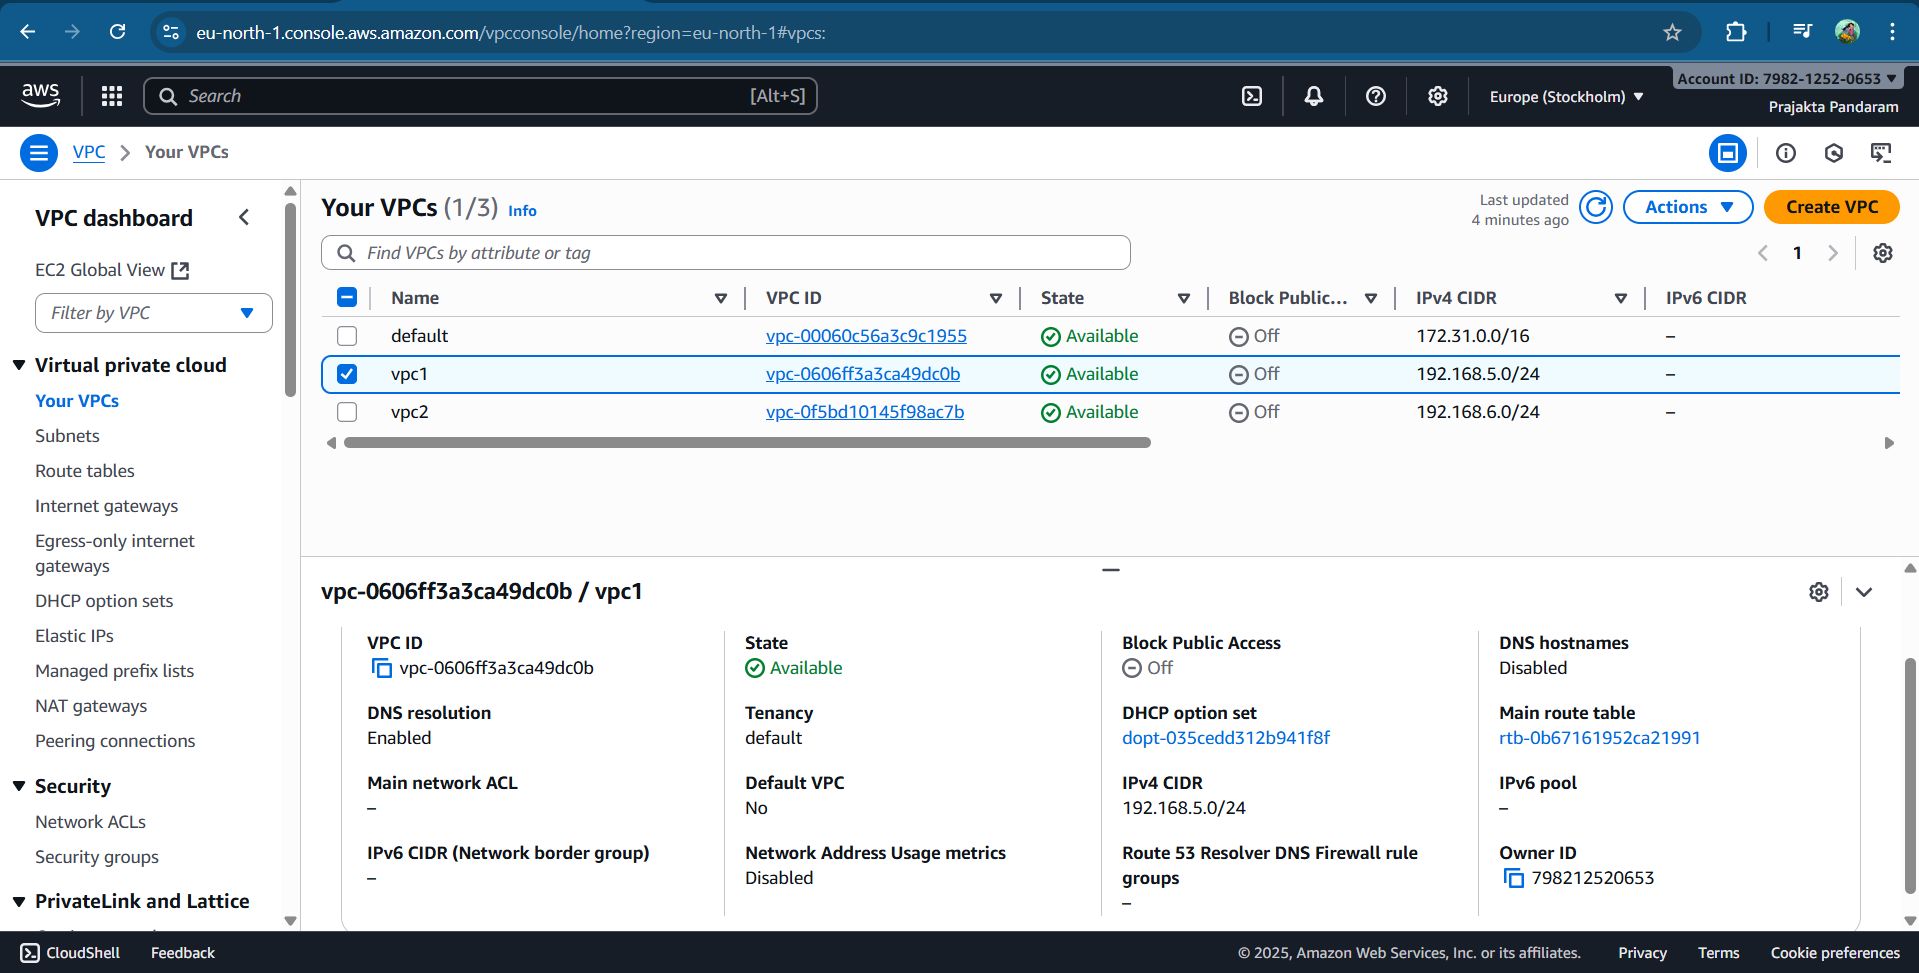 eu-north-1.console.aws.amazon.com/vpcconsole/home?region=eu-north-1#vpcs:
aws
Search
[Alt+S]
Europe (Stockholm)
Account ID: 7982-1252-0653
Prajakta Pandaram
VPC
Your VPCs
VPC dashboard
EC2 Global View
Filter by VPC
Virtual private cloud
Your VPCs
Subnets
Route tables
Internet gateways
Egress-only internet
gateways
DHCP option sets
Elastic IPs
Managed prefix lists
NAT gateways
Peering connections
Security
Network ACLs
Security groups
PrivateLink and Lattice
Your VPCs (1/3) Info
Last updated
4 minutes ago
Actions
Create VPC
Find VPCs by attribute or tag
1
Name VPC ID State Block Public... IPv4 CIDR IPv6 CIDR
default vpc-00060c56a3c9c1955 Available Off 172.31.0.0/16 –
vpc1 vpc-0606ff3a3ca49dc0b Available Off 192.168.5.0/24 –
vpc2 vpc-0f5bd10145f98ac7b Available Off 192.168.6.0/24 –
vpc-0606ff3a3ca49dc0b / vpc1
VPC ID
vpc-0606ff3a3ca49dc0b
State
Available
Block Public Access
Off
DNS hostnames
Disabled
DNS resolution
Enabled
Tenancy
default
DHCP option set
dopt-035cedd312b941f8f
Main route table
rtb-0b67161952ca21991
Main network ACL
–
Default VPC
No
IPv4 CIDR
192.168.5.0/24
IPv6 pool
–
IPv6 CIDR (Network border group)
–
Network Address Usage metrics
Disabled
Route 53 Resolver DNS Firewall rule
groups
–
Owner ID
798212520653
CloudShell
Feedback
© 2025, Amazon Web Services, Inc. or its affiliates.
Privacy
Terms
Cookie preferences